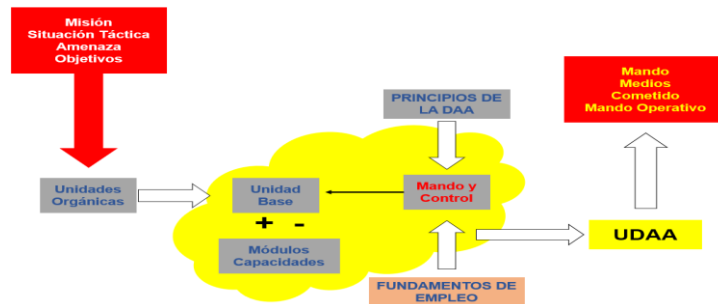 Misión
Situación Táctica
Amenaza
Objetivos
Mando
Medios
Cometido
Mando Operativo
PRINCIPIOS DE
LA DAA
Unidades
Orgánicas
Unidad
Base
Mando y
Control
+ -
Módulos
Capacidades
UDAA
FUNDAMENTOS DE
EMPLEO